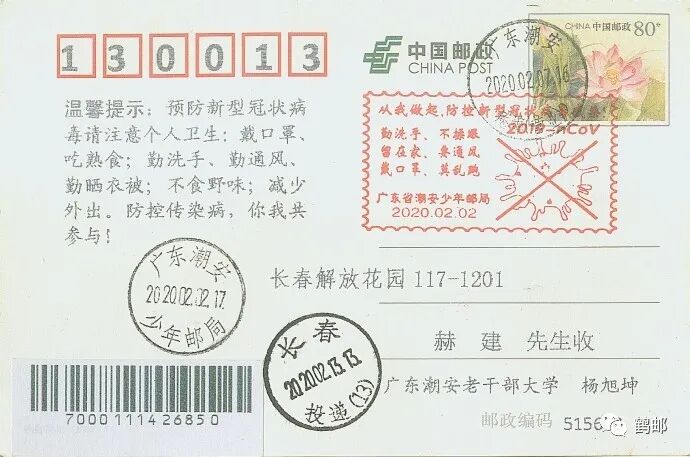 130013
中国邮政
CHINA POST
CHINA 中国邮政
80分
广东潮安
2020.02.02.16
温馨提示:预防新型冠状病
毒请注意个人卫生:戴口罩、
吃熟食;勤洗手、勤通风、
勤晒衣被;不食野味;减少
外出。防控传染病,你我共
参与!
从我做起,防控新型冠状
2019-nCoV
勤洗手、不揉眼
留在家、要通风
戴口罩、莫乱跑
广东省潮安少年邮局
2020.02.02
广东潮安
2020.02.02.17
少年邮局
长春解放花园117-1201
赫 建 先生收
长春
2020.02.13.13
投递(13)
广东潮安老干部大学 杨旭坤
7000111426850
邮政编码 5156
鹤邮